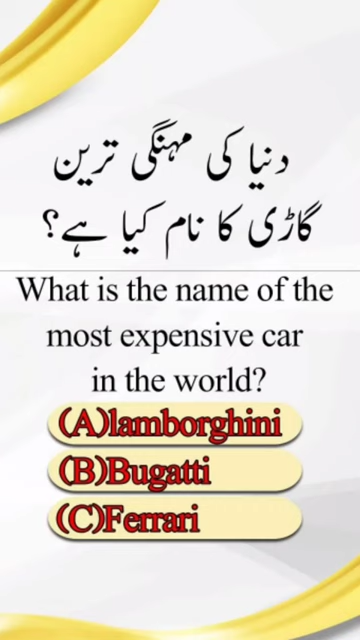 دنیا کی مہنگی ترین
گاڑی کا نام کیا ہے؟
What is the name of the
most expensive car
in the world?
(A)lamborghini
(B)Bugatti
(C)Ferrari